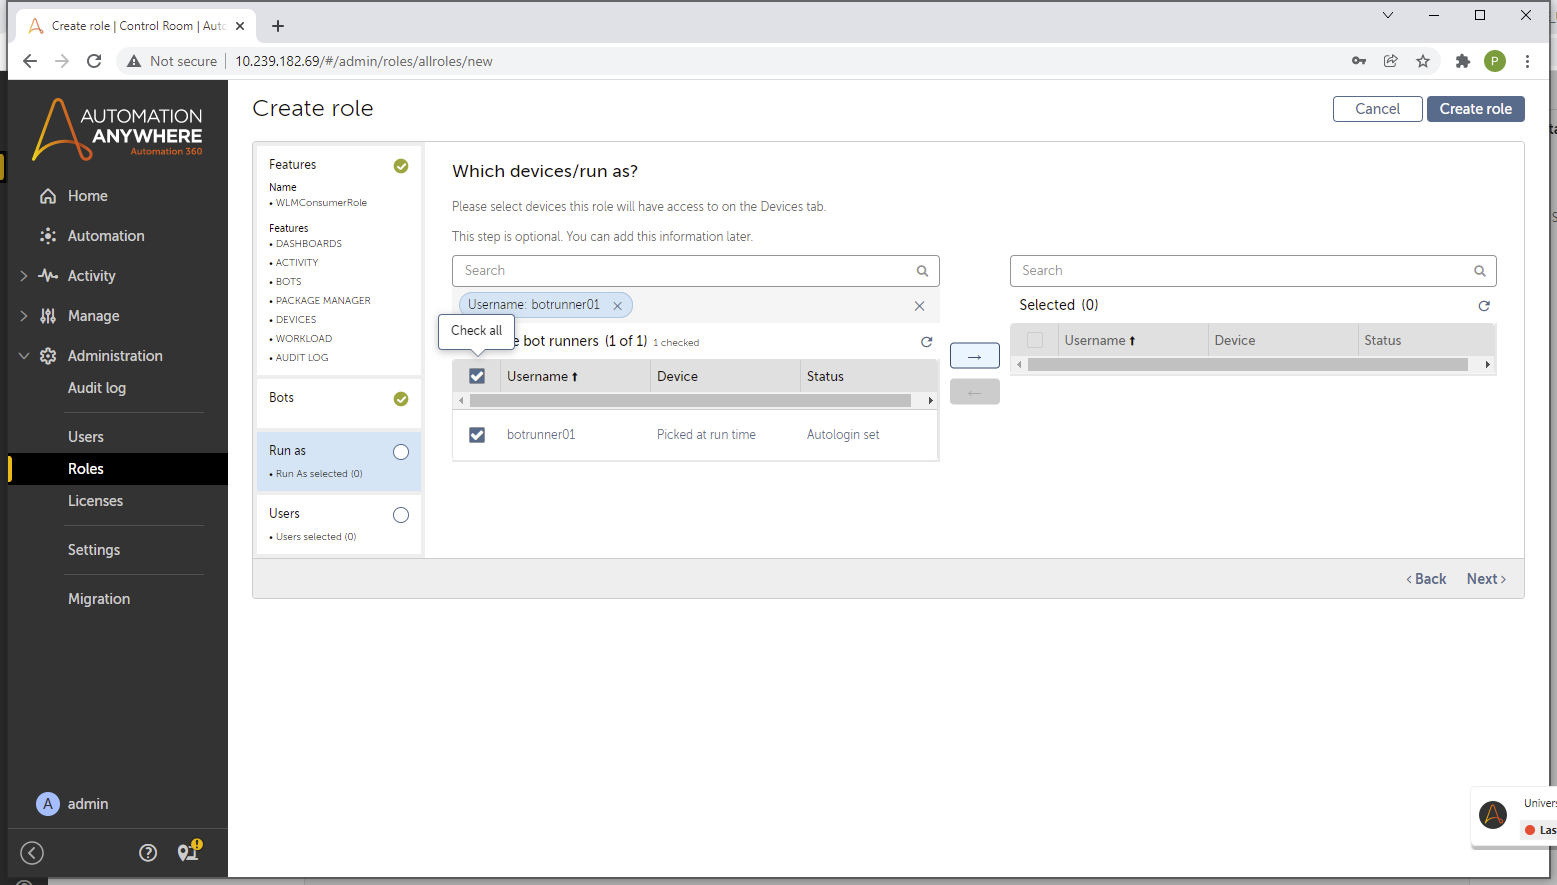 Create role | Control Room | Auto
Not secure
10.239.182.69/#/admin/roles/allroles/new
P
AUTOMATION
ANYWHERE
Automation 360
Home
Automation
Activity
Manage
Administration
Audit log
Users
Roles
Licenses
Settings
Migration
A admin
Create role
Cancel
Create role
Features
Name
• WLMConsumerRole
Features
• DASHBOARDS
• ACTIVITY
• BOTS
• PACKAGE MANAGER
• DEVICES
• WORKLOAD
• AUDIT LOG
Bots
Run as
• Run As selected (0)
Users
• Users selected (0)
Which devices/run as?
Please select devices this role will have access to on the Devices tab.
This step is optional. You can add this information later.
Search
Username: botrunner01
Check all
e bot runners (1 of 1) 1 checked
Username Device Status
botrunner01 Picked at run time Autologin set
→
←
Search
Selected (0)
Username Device Status
‹ Back Next ›
Univers
Las